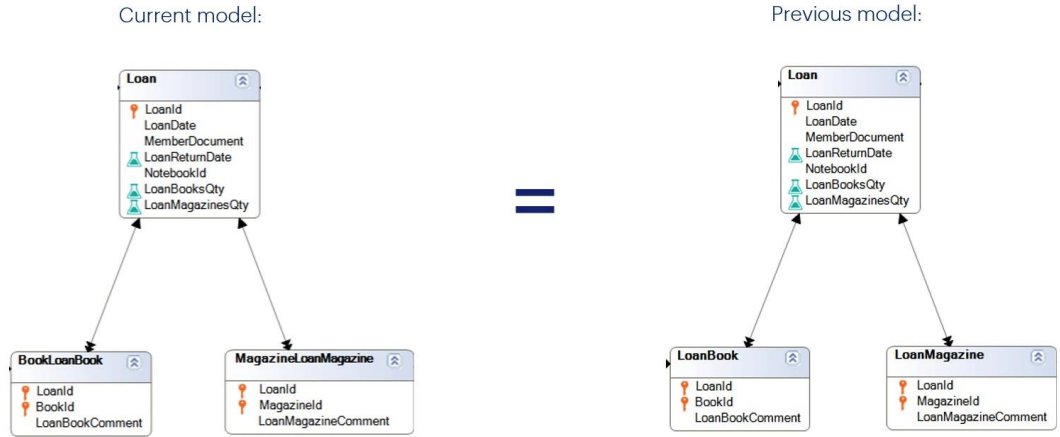 Current model:
Previous model:
Loan
LoanId
LoanDate
MemberDocument
LoanReturnDate
NotebookId
LoanBooksQty
LoanMagazinesQty
BookLoanBook
LoanId
BookId
LoanBookComment
MagazineLoanMagazine
LoanId
MagazineId
LoanMagazineComment
=
Loan
LoanId
LoanDate
MemberDocument
LoanReturnDate
NotebookId
LoanBooksQty
LoanMagazinesQty
LoanBook
LoanId
BookId
LoanBookComment
LoanMagazine
LoanId
MagazineId
LoanMagazineComment